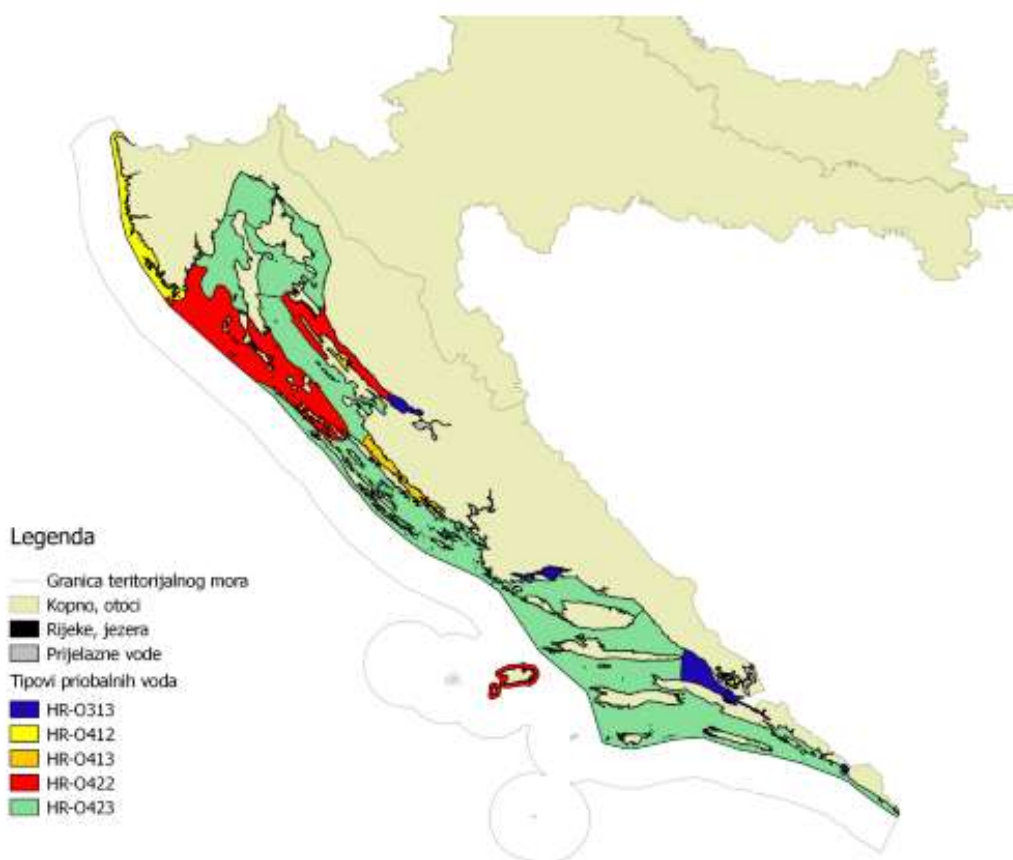 Legenda
Granica teritorijalnog mora
Kopno, otoci
Rijeke, jezera
Prijelazne vode
Tipovi priobalnih voda
HR-O313
HR-O412
HR-O413
HR-O422
HR-O423